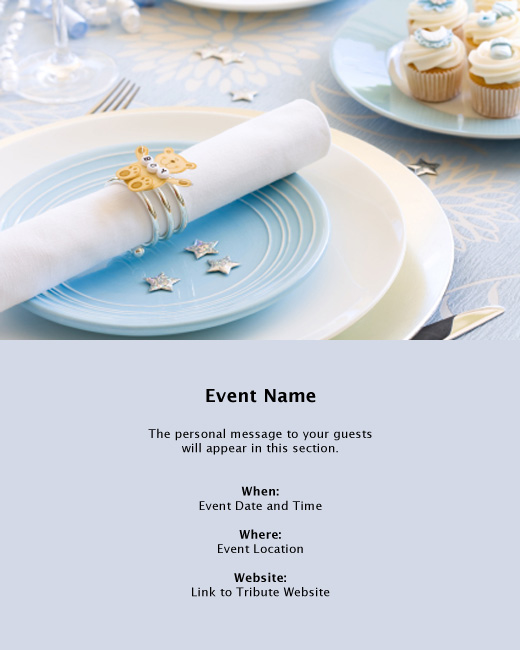 BOY
Event Name
The personal message to your guests
will appear in this section.
When:
Event Date and Time
Where:
Event Location
Website:
Link to Tribute Website